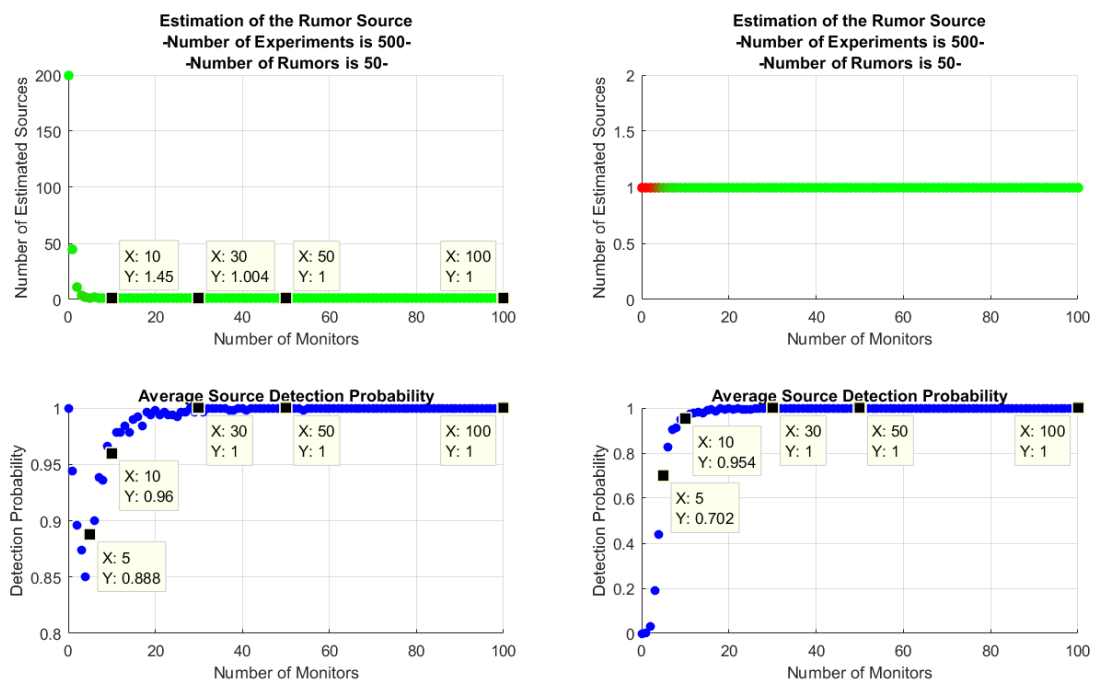 Estimation of the Rumor Source
-Number of Experiments is 500-
-Number of Rumors is 50-
Number of Estimated Sources
200
150
100
50
0
X: 10
Y: 1.45
X: 30
Y: 1.004
X: 50
Y: 1
X: 100
Y: 1
0 20 40 60 80 100
Number of Monitors
Estimation of the Rumor Source
-Number of Experiments is 500-
-Number of Rumors is 50-
Number of Estimated Sources
2
1.5
1
0.5
0
0 20 40 60 80 100
Number of Monitors
Average Source Detection Probability
Detection Probability
1
0.95
0.9
0.85
0.8
X: 30
Y: 1
X: 50
Y: 1
X: 100
Y: 1
X: 10
Y: 0.96
X: 5
Y: 0.888
0 20 40 60 80 100
Number of Monitors
Average Source Detection Probability
Detection Probability
1
0.8
0.6
0.4
0.2
0
X: 10
Y: 0.954
X: 30
Y: 1
X: 50
Y: 1
X: 100
Y: 1
X: 5
Y: 0.702
0 20 40 60 80 100
Number of Monitors